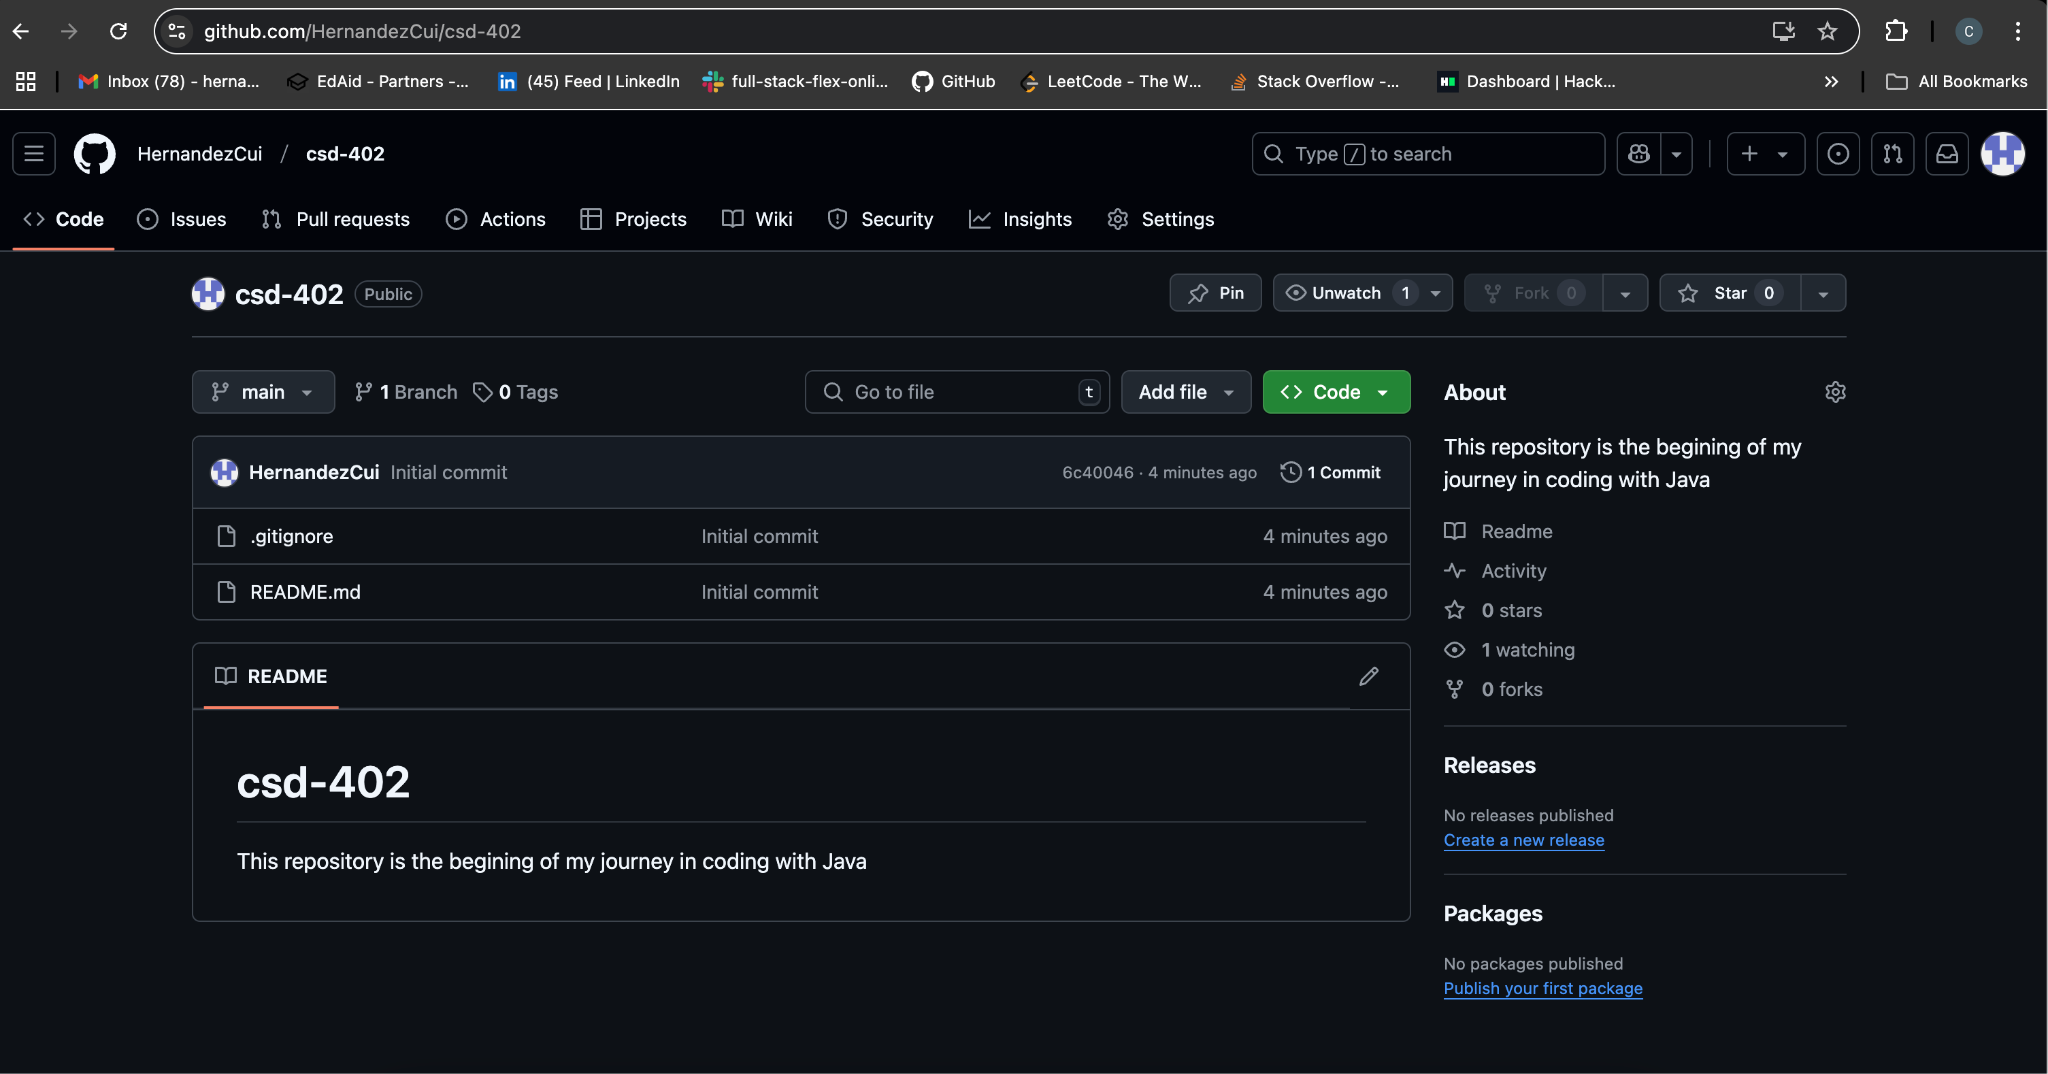 github.com/HernandezCui/csd-402
Inbox (78) - herna...
EdAid - Partners -...
in (45) Feed | LinkedIn
full-stack-flex-onli...
GitHub
LeetCode - The W...
Stack Overflow -...
Dashboard | Hack...
All Bookmarks
HernandezCui / csd-402
Type / to search
Code
Issues
Pull requests
Actions
Projects
Wiki
Security
Insights
Settings
csd-402 Public
Pin
Unwatch 1
Fork 0
Star 0
main
1 Branch
0 Tags
Go to file t
Add file
Code
HernandezCui Initial commit
6c40046 · 4 minutes ago
1 Commit
.gitignore Initial commit 4 minutes ago
README.md Initial commit 4 minutes ago
README
csd-402
This repository is the begining of my journey in coding with Java
About
This repository is the begining of my
journey in coding with Java
Readme
Activity
0 stars
1 watching
0 forks
Releases
No releases published
Create a new release
Packages
No packages published
Publish your first package
C